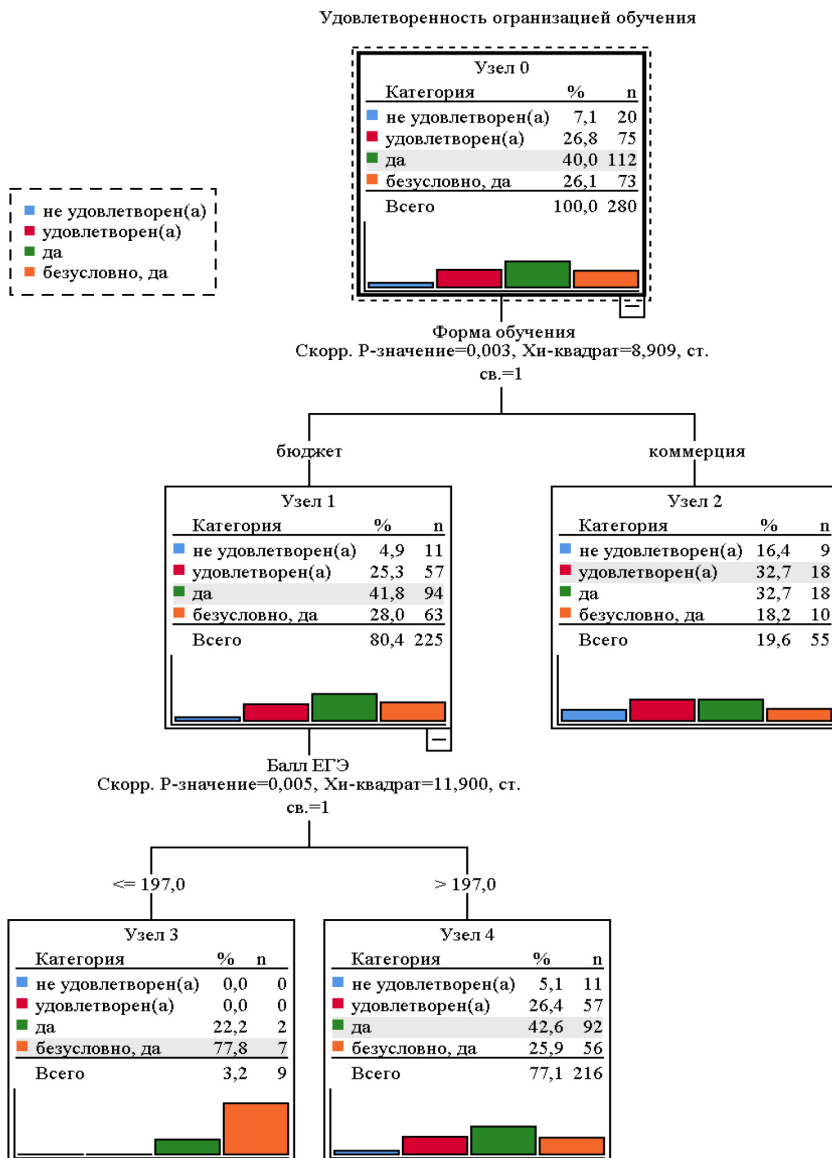 Удовлетворенность огранизацией обучения
Узел 0
Категория % n
не удовлетворен(а) 7,1 20
удовлетворен(а) 26,8 75
да 40,0 112
безусловно, да 26,1 73
Всего 100,0 280
не удовлетворен(а)
удовлетворен(а)
да
безусловно, да
Форма обучения
Скорр. P-значение=0,003, Хи-квадрат=8,909, ст.
св.=1
бюджет
коммерция
Узел 1
Категория % n
не удовлетворен(а) 4,9 11
удовлетворен(а) 25,3 57
да 41,8 94
безусловно, да 28,0 63
Всего 80,4 225
Узел 2
Категория % n
не удовлетворен(а) 16,4 9
удовлетворен(а) 32,7 18
да 32,7 18
безусловно, да 18,2 10
Всего 19,6 55
Балл ЕГЭ
Скорр. P-значение=0,005, Хи-квадрат=11,900, ст.
св.=1
<= 197,0
> 197,0
Узел 3
Категория % n
не удовлетворен(а) 0,0 0
удовлетворен(а) 0,0 0
да 22,2 2
безусловно, да 77,8 7
Всего 3,2 9
Узел 4
Категория % n
не удовлетворен(а) 5,1 11
удовлетворен(а) 26,4 57
да 42,6 92
безусловно, да 25,9 56
Всего 77,1 216